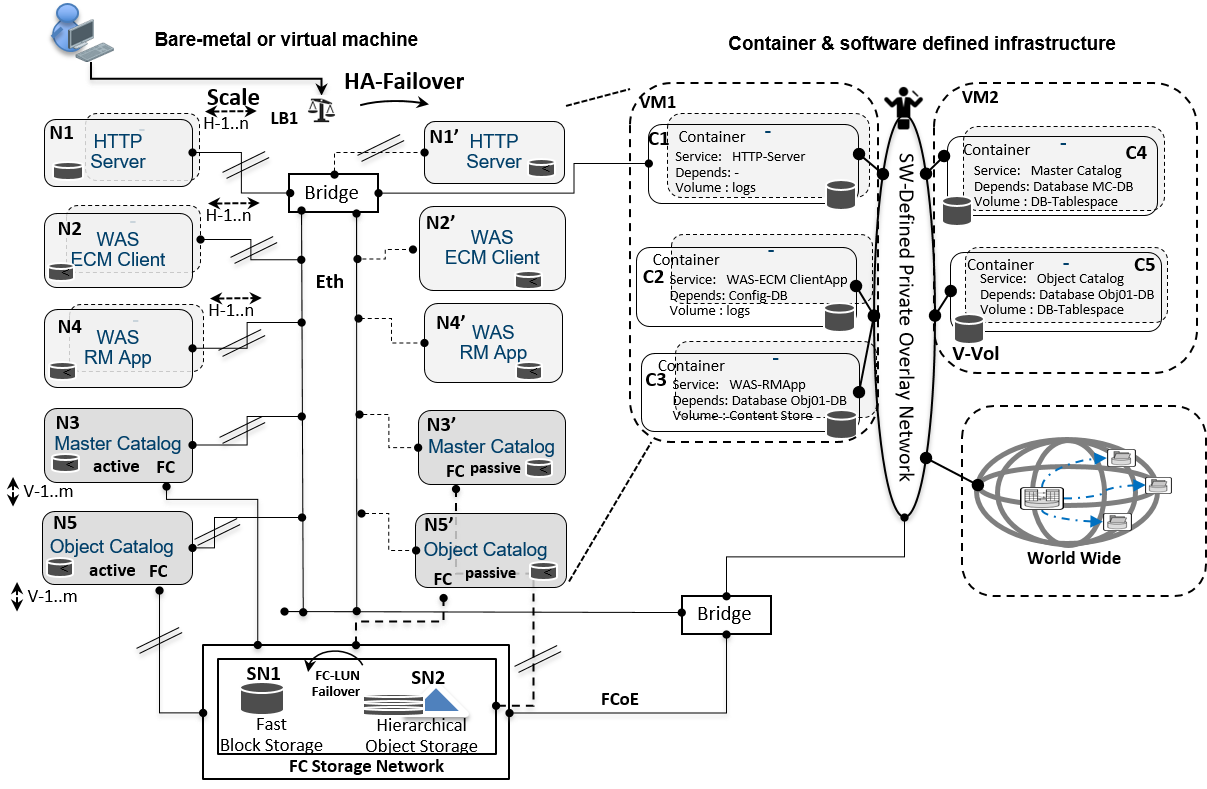 Bare-metal or virtual machine
Container & software defined infrastructure
HA-Failover
Scale
H-1..n
LB1
N1
HTTP
Server
N1’
HTTP
Server
Bridge
H-1..n
N2
WAS
ECM Client
N2’
WAS
ECM Client
Eth
H-1..n
N4
WAS
RM App
N4’
WAS
RM App
N3
Master Catalog
active FC
N3’
Master Catalog
FC passive
V-1..m
N5
Object Catalog
active FC
N5’
Object Catalog
FC passive
V-1..m
SN1
Fast
Block Storage
FC-LUN
Failover
SN2
Hierarchical
Object Storage
FC Storage Network
FCoE
Bridge
VM1
C1
Container -
Service: HTTP-Server
Depends: -
Volume : logs
C2
Container -
Service: WAS-ECM ClientApp
Depends: Config-DB
Volume : logs
C3
Container -
Service: WAS-RMApp
Depends: Database Obj01-DB
Volume : Content Store
SW-Defined Private Overlay Network
VM2
C4
Container -
Service: Master Catalog
Depends: Database MC-DB
Volume : DB-Tablespace
C5
Container -
Service: Object Catalog
Depends: Database Obj01-DB
Volume : DB-Tablespace
V-Vol
World Wide